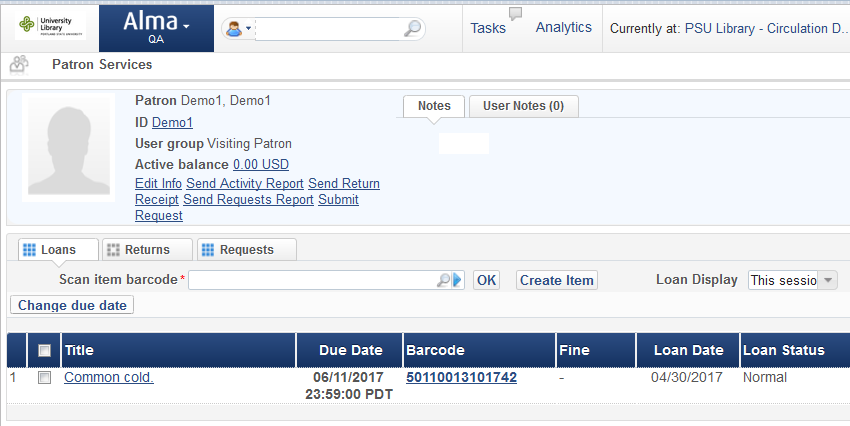 University
Library
PORTLAND STATE UNIVERSITY
Alma
QA
Tasks
Analytics
Currently at: PSU Library - Circulation D...
Patron Services
Patron Demo1, Demo1
ID Demo1
User group Visiting Patron
Active balance 0.00 USD
Edit Info Send Activity Report Send Return
Receipt Send Requests Report Submit
Request
Notes
User Notes (0)
Loans
Returns
Requests
Scan item barcode*
OK
Create Item
Loan Display
This sessio
Change due date
Title Due Date Barcode Fine Loan Date Loan Status
1 Common cold. 06/11/2017 50110013101742 - 04/30/2017 Normal
23:59:00 PDT